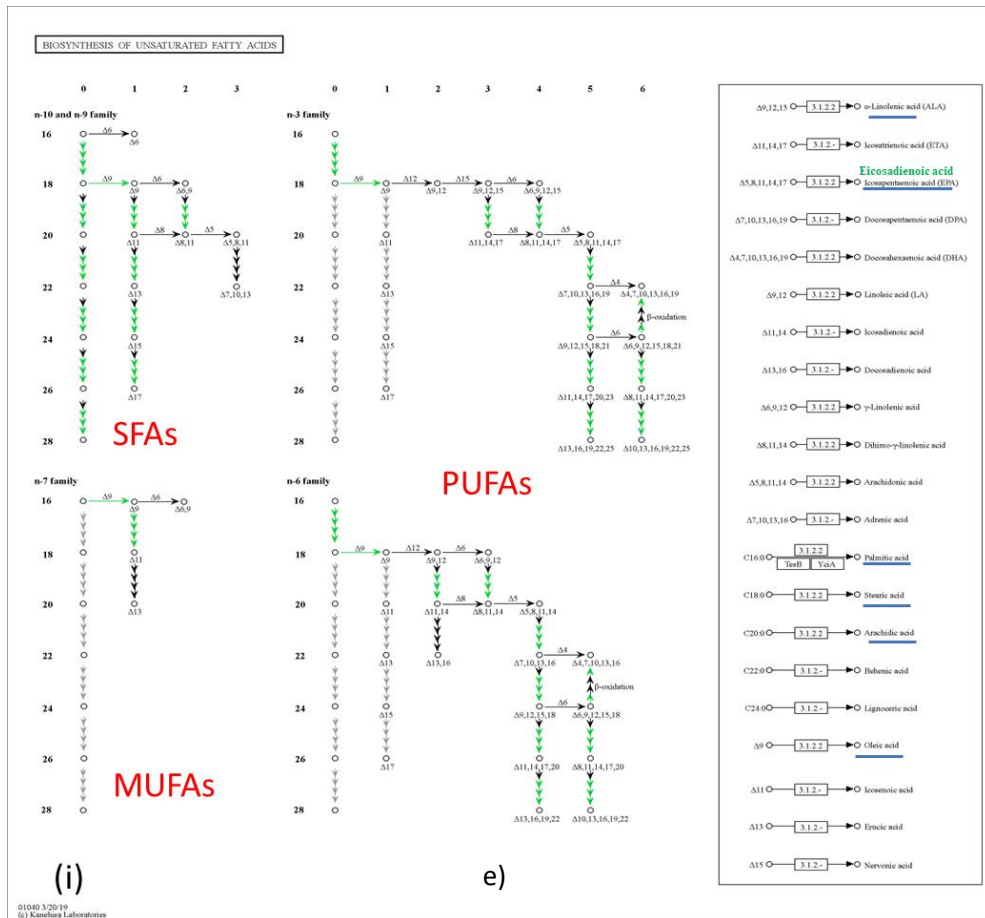 BIOSYNTHESIS OF UNSATURATED FATTY ACIDS
0 1 2 3
0 1 2 3 4 5 6
n-10 and n-9 family
16
Δ6
Δ6
18
Δ9 Δ6
Δ9 Δ6,9
20
Δ8 Δ5
Δ11 Δ8,11 Δ5,8,11
22
Δ13 Δ7,10,13
24
Δ15
26
Δ17
28
SFAs
n-3 family
16
18
Δ9 Δ12 Δ15 Δ6
Δ9 Δ9,12 Δ9,12,15 Δ6,9,12,15
20
Δ8 Δ5
Δ11 Δ11,14,17 Δ8,11,14,17 Δ5,8,11,14,17
22
Δ4
Δ13 Δ7,10,13,16,19 Δ4,7,10,13,16,19
β-oxidation
24
Δ6
Δ15 Δ9,12,15,18,21 Δ6,9,12,15,18,21
26
Δ17 Δ11,14,17,20,23 Δ8,11,14,17,20,23
28
Δ13,16,19,22,25 Δ10,13,16,19,22,25
PUFAs
n-7 family
16
Δ9 Δ6
Δ9 Δ6,9
18
Δ11
20
Δ13
22
24
26
28
MUFAs
n-6 family
16
18
Δ9 Δ12 Δ6
Δ9 Δ9,12 Δ6,9,12
20
Δ8 Δ5
Δ11 Δ11,14 Δ8,11,14 Δ5,8,11,14
22
Δ4
Δ13 Δ13,16 Δ7,10,13,16 Δ4,7,10,13,16
β-oxidation
24
Δ6
Δ15 Δ9,12,15,18 Δ6,9,12,15,18
26
Δ17 Δ11,14,17,20 Δ8,11,14,17,20
28
Δ13,16,19,22 Δ10,13,16,19,22
Δ9,12,15 3.1.2.2 α-Linolenic acid (ALA)
Δ11,14,17 3.1.2.- Icosatrienoic acid (ETA)
Eicosadienoic acid
Δ5,8,11,14,17 3.1.2.2 Icosapentaenoic acid (EPA)
Δ7,10,13,16,19 3.1.2.- Docosapentaenoic acid (DPA)
Δ4,7,10,13,16,19 3.1.2.2 Docosahexaenoic acid (DHA)
Δ9,12 3.1.2.2 Linoleic acid (LA)
Δ11,14 3.1.2.- Icosadienoic acid
Δ13,16 3.1.2.- Docosadienoic acid
Δ6,9,12 3.1.2.2 γ-Linolenic acid
Δ8,11,14 3.1.2.2 Dihimo-γ-linolenic acid
Δ5,8,11,14 3.1.2.2 Arachidonic acid
Δ7,10,13,16 3.1.2.- Adrenic acid
C16:0 3.1.2.2 Palmitic acid
TesB YciA
C18:0 3.1.2.2 Stearic acid
C20:0 3.1.2.2 Arachidic acid
C22:0 3.1.2.- Behenic acid
C24:0 3.1.2.- Lignoceric acid
Δ9 3.1.2.2 Oleic acid
Δ11 3.1.2.- Icosenoic acid
Δ13 3.1.2.- Erucic acid
Δ15 3.1.2.- Nervonic acid
(i) e)
01040 3/20/19
(c) Kanehisa Laboratories